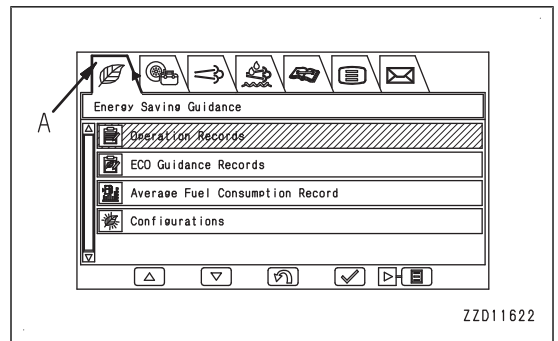 A
Energy Saving Guidance
Operation Records
ECO Guidance Records
Average Fuel Consumption Record
Configurations
ZZD11622